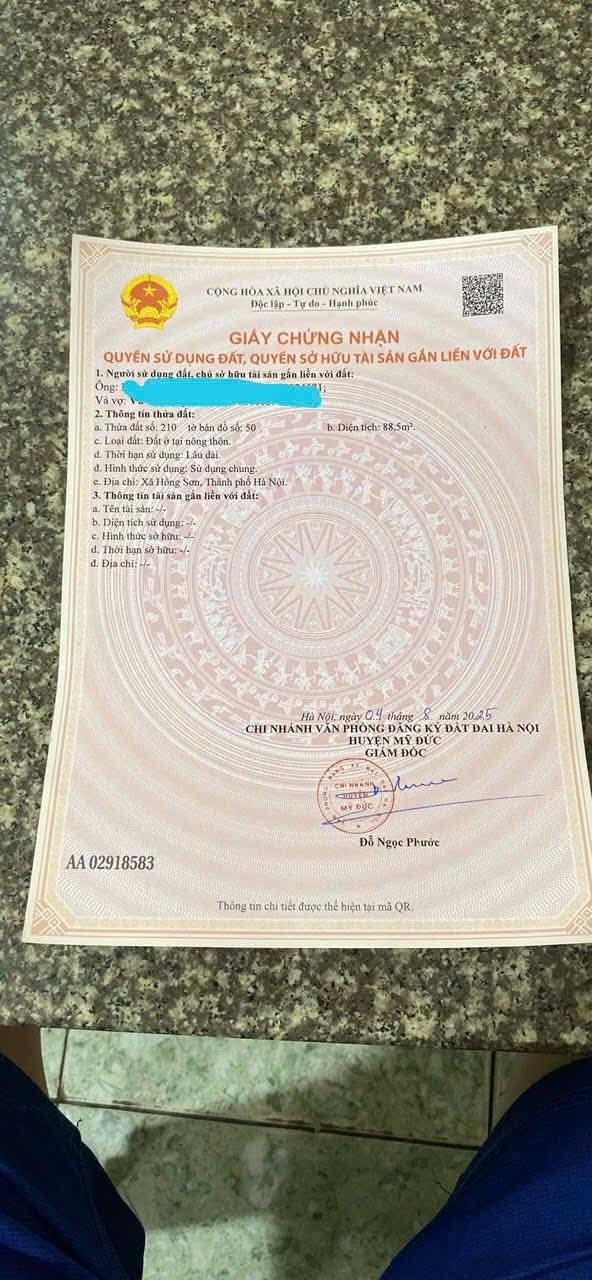 CỘNG HÒA XÃ HỘI CHỦ NGHĨA VIỆT NAM
Độc lập - Tự do - Hạnh phúc
GIẤY CHỨNG NHẬN
QUYỀN SỬ DỤNG ĐẤT, QUYỀN SỞ HỮU TÀI SẢN GẮN LIỀN VỚI ĐẤT
1. Người sử dụng đất, chủ sở hữu tài sản gắn liền với đất:
Ông:
Và vợ:
2. Thông tin thửa đất:
a. Thửa đất số: 210 tờ bản đồ số: 50 b. Diện tích: 88,5m².
c. Loại đất: Đất ở tại nông thôn.
d. Thời hạn sử dụng: Lâu dài.
đ. Hình thức sử dụng: Sử dụng chung.
e. Địa chỉ: Xã Hồng Sơn, Thành phố Hà Nội.
3. Thông tin tài sản gắn liền với đất:
a. Tên tài sản: -/-
b. Diện tích sử dụng: -/-
c. Hình thức sở hữu: -/-
d. Thời hạn sở hữu: -/-
đ. Địa chỉ: -/-
Hà Nội, ngày 04 tháng 8 năm 2025
CHI NHÁNH VĂN PHÒNG ĐĂNG KÝ ĐẤT ĐAI HÀ NỘI
HUYỆN MỸ ĐỨC
GIÁM ĐỐC
CHI NHÁNH
HUYỆN
MỸ ĐỨC
Đỗ Ngọc Phước
AA 02918583
Thông tin chi tiết được thể hiện tại mã QR.